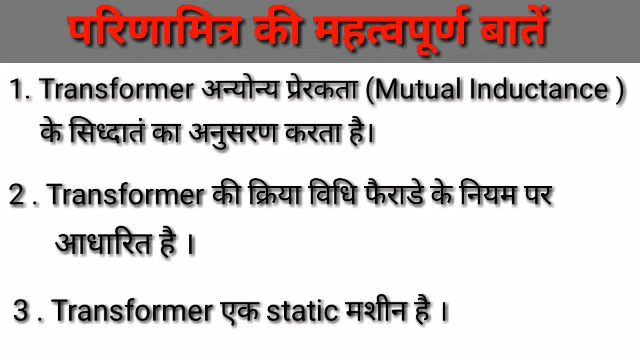 परिणामित्र की महत्वपूर्ण बातें
1. Transformer अन्योन्य प्रेरकता (Mutual Inductance )
के सिध्दातं का अनुसरण करता है।
2 . Transformer की क्रिया विधि फैराडे के नियम पर
आधारित है ।
3 . Transformer एक static मशीन है ।